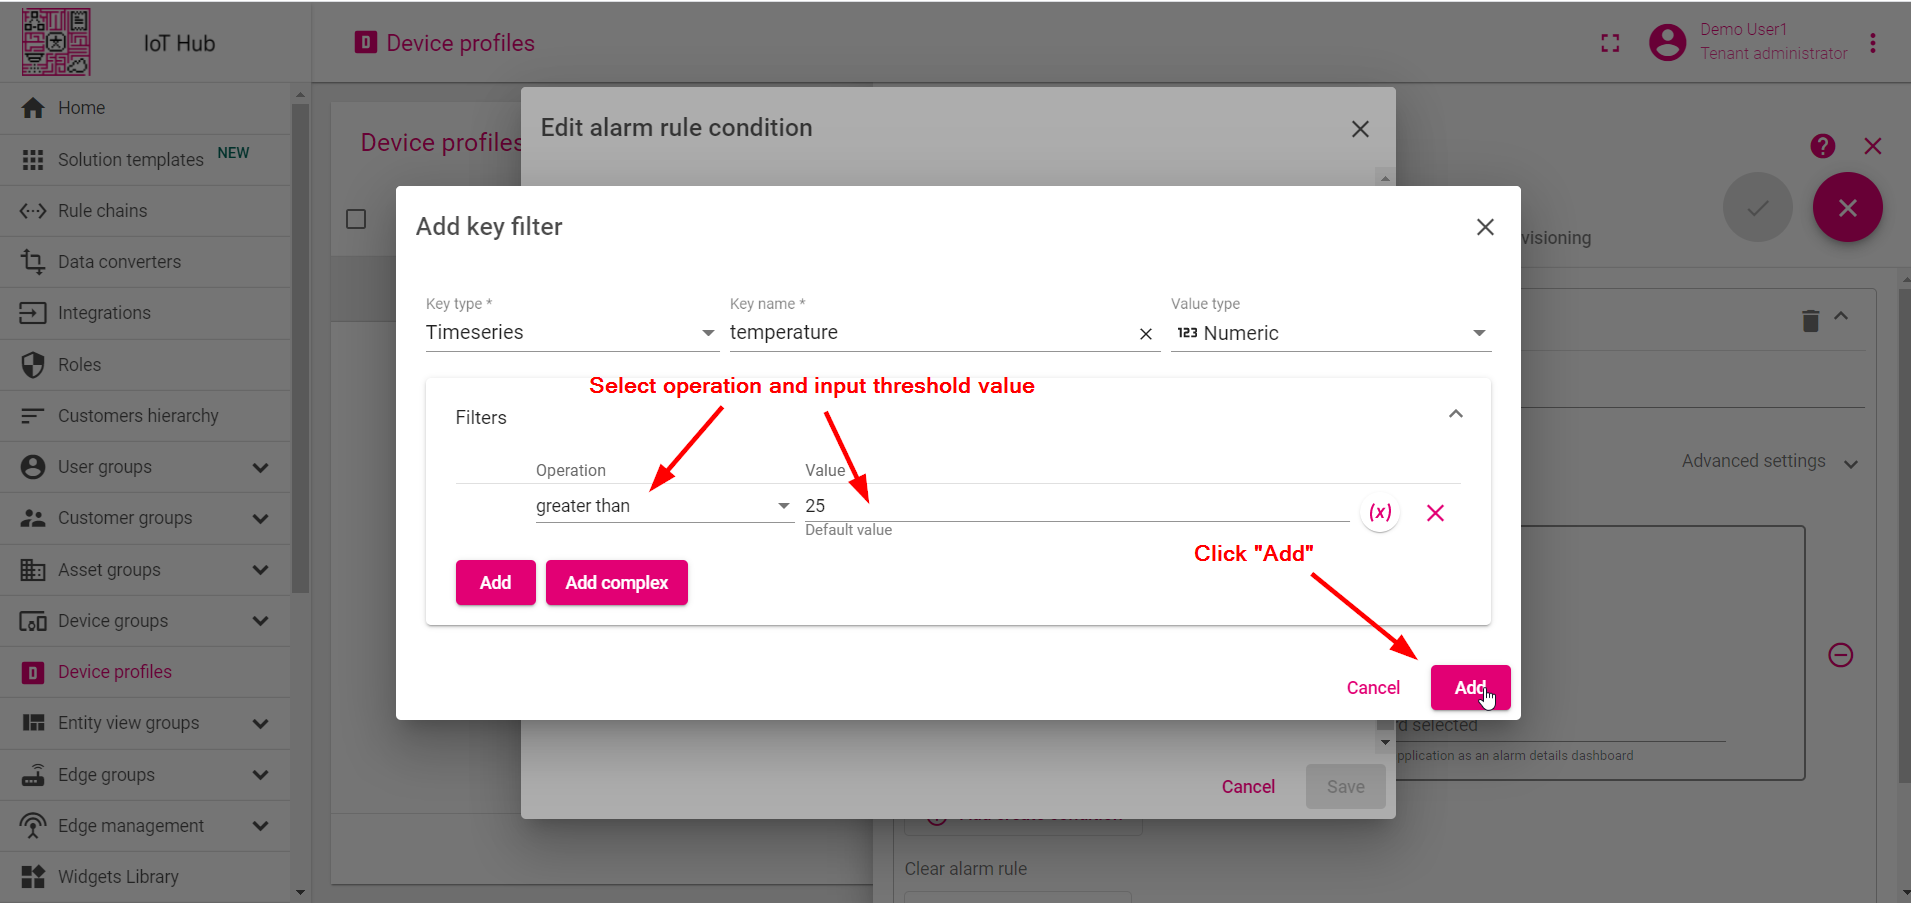 IoT Hub
D Device profiles
Demo User1
Tenant administrator
Home
Solution templates NEW
Rule chains
Data converters
Integrations
Roles
Customers hierarchy
User groups
Customer groups
Asset groups
Device groups
D Device profiles
Entity view groups
Edge groups
Edge management
Widgets Library
Device profiles
Edit alarm rule condition
?
visioning
Add key filter
Key type *
Key name *
Value type
Timeseries
temperature
123 Numeric
Select operation and input threshold value
Filters
Operation
Value
greater than
25
(x)
Default value
Click "Add"
Add
Add complex
Cancel
Add
Advanced settings
d selected
pplication as an alarm details dashboard
Cancel
Save
Clear alarm rule